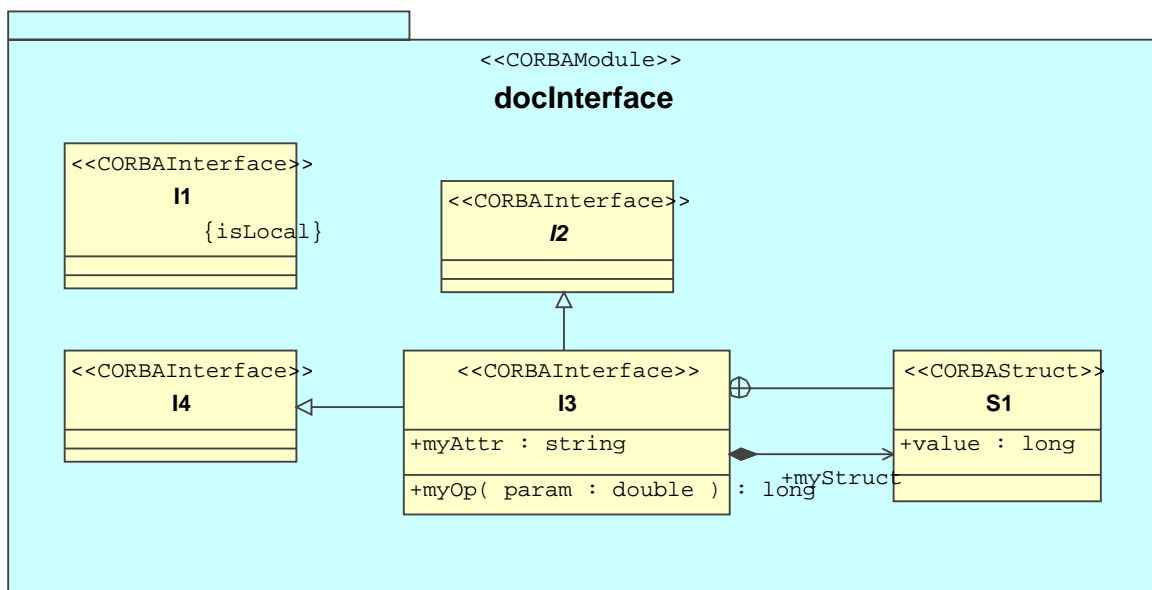 <<CORBAModule>>
docInterface
<<CORBAInterface>>
I1
{isLocal}
<<CORBAInterface>>
I2
<<CORBAInterface>>
I4
<<CORBAInterface>>
I3
+myAttr : string
+myOp( param : double ) : long
<<CORBAStruct>>
S1
+value : long
+myStruct